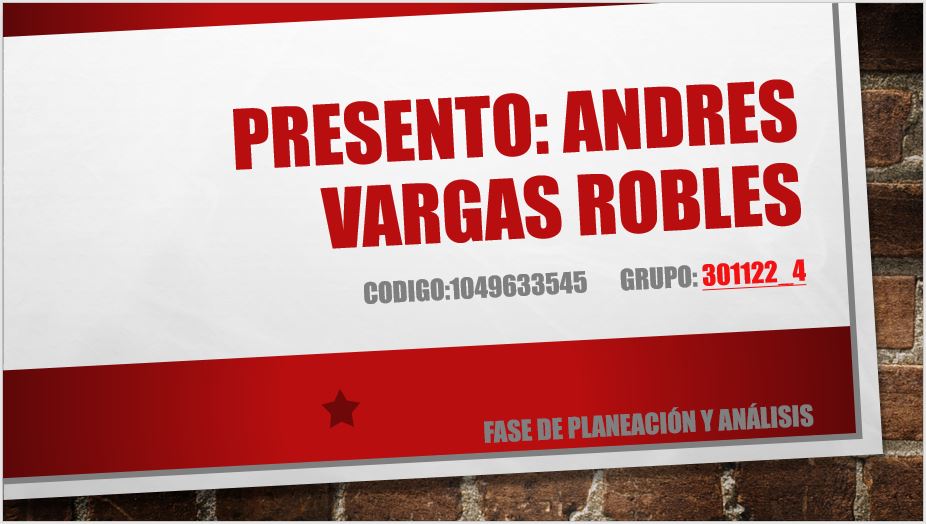 PRESENTO: ANDRES
VARGAS ROBLES
CODIGO:1049633545 GRUPO: 301122_4
FASE DE PLANEACIÓN Y ANÁLISIS